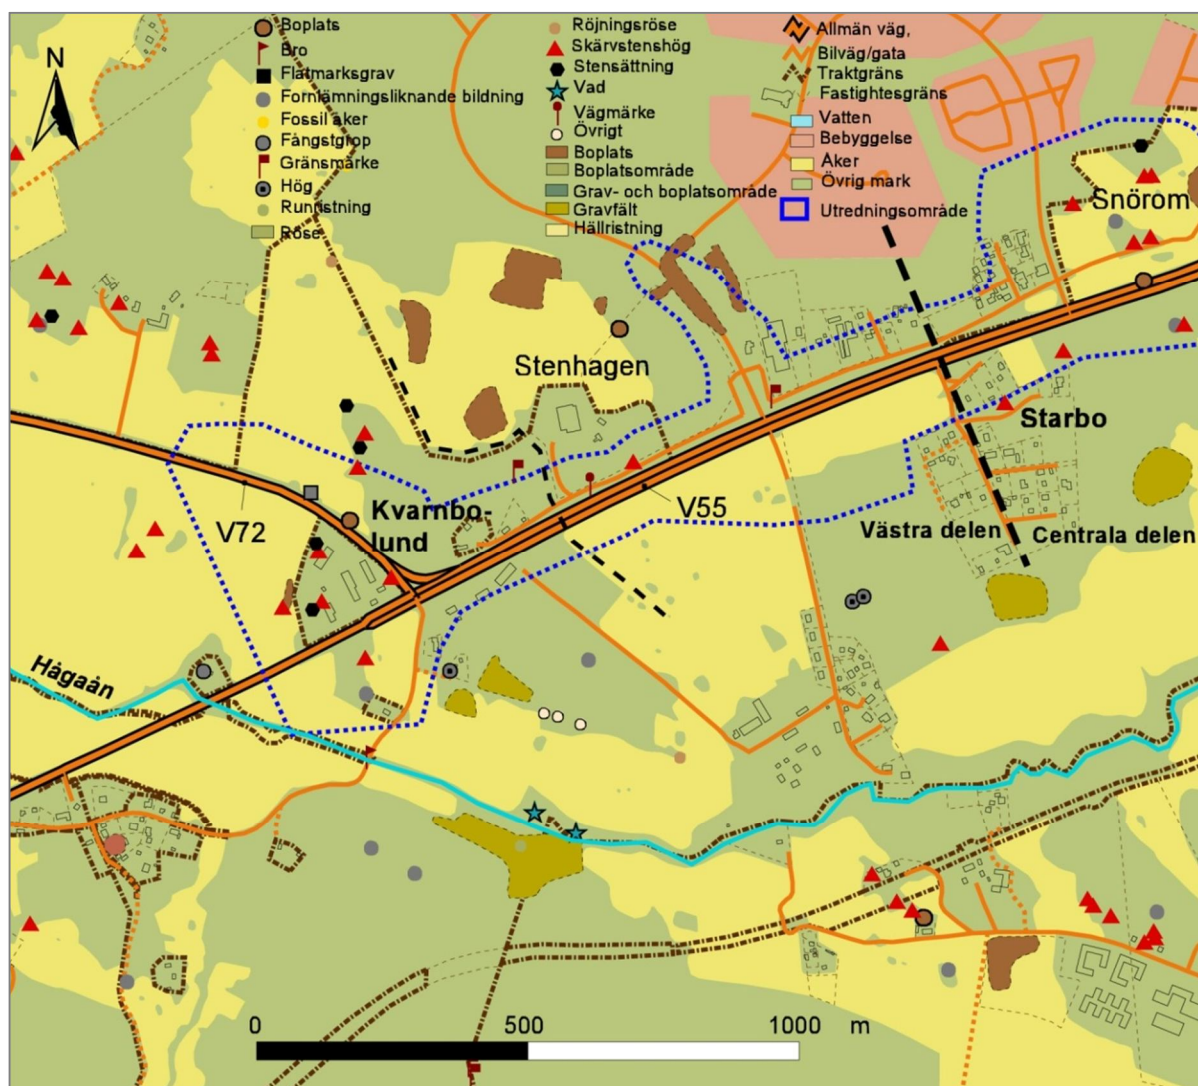 N
Boplats
Bro
Flatmarksgrav
Fornlämningsliknande bildning
Fossil åker
Fångstgrop
Gränsmärke
Hög
Runristning
Röse
Röjningsröse
Skärvstenshög
Stensättning
Vad
Vägmärke
Övrigt
Boplats
Boplatsområde
Grav- och boplatsområde
Gravfält
Hällristning
Allmän väg,
Bilväg/gata
Traktgräns
Fastightesgräns
Vatten
Bebyggelse
Åker
Övrig mark
Utredningsområde
Snörom
Stenhagen
Starbo
V72
Kvarnbo-
lund
V55
Västra delen
Centrala delen
Hågaån
0 500 1000 m